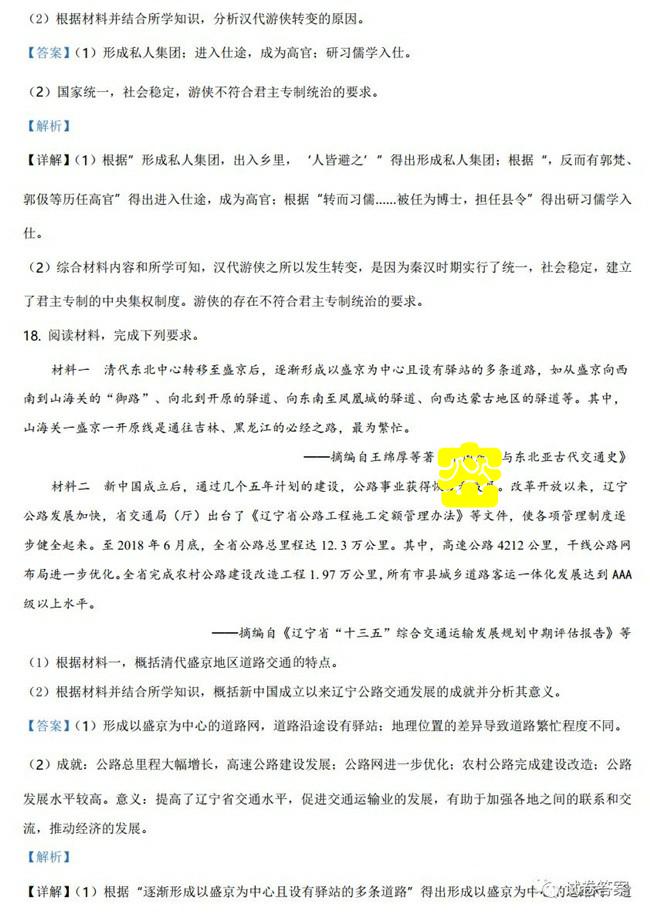 （2）根据材料并结合所学知识，分析汉代游侠转变的原因。
【答案】（1）形成私人集团；进入仕途，成为高官；研习儒学入仕。
（2）国家统一，社会稳定，游侠不符合君主专制统治的要求。
【解析】
【详解】（1）根据”形成私人集团，出入乡里，‘人皆避之’”得出形成私人集团；根据“，反而有郭梵、
郭伋等历任高官”得出进入仕途，成为高官；根据“转而习儒……被任为博士，担任县令”得出研习儒学入
仕。
（2）综合材料内容和所学可知，汉代游侠之所以发生转变，是因为秦汉时期实行了统一，社会稳定，建立
了君主专制的中央集权制度。游侠的存在不符合君主专制统治的要求。
18. 阅读材料，完成下列要求。
材料一　清代东北中心转移至盛京后，逐渐形成以盛京为中心且设有驿站的多条道路，如从盛京向西
南到山海关的“御路”、向北到开原的驿道、向东南至凤凰城的驿道、向西达蒙古地区的驿道等。其中，
山海关—盛京—开原线是通往吉林、黑龙江的必经之路，最为繁忙。
——摘编自王绵厚等著 与东北亚古代交通史》
材料二　新中国成立后，通过几个五年计划的建设，公路事业获得 。改革开放以来，辽宁
公路发展加快，省交通局（厅）出台了《辽宁省公路工程施工定额管理办法》等文件，使各项管理制度逐
步健全起来。至 2018 年 6 月底，全省公路总里程达 12. 3 万公里。其中，高速公路 4212 公里，干线公路网
布局进一步优化。全省完成农村公路建设改造工程 1. 97 万公里，所有市县城乡道路客运一体化发展达到 AAA
级以上水平。
——摘编自《辽宁省“十三五”综合交通运输发展规划中期评估报告》等
（1）根据材料一，概括清代盛京地区道路交通的特点。
（2）根据材料并结合所学知识，概括新中国成立以来辽宁公路交通发展的成就并分析其意义。
【答案】（1）形成以盛京为中心的道路网，道路沿途设有驿站；地理位置的差异导致道路繁忙程度不同。
（2）成就：公路总里程大幅增长，高速公路建设发展；公路网进一步优化；农村公路完成建设改造；公路
发展水平较高。意义：提高了辽宁省交通水平，促进交通运输业的发展，有助于加强各地之间的联系和交
流，推动经济的发展。
【解析】
【详解】（1）根据“逐渐形成以盛京为中心且设有驿站的多条道路”得出形成以盛京为中 道
试卷答案